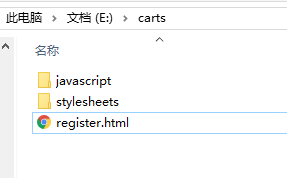 此电脑 > 文档 (E:) > carts
名称
javascript
stylesheets
register.html